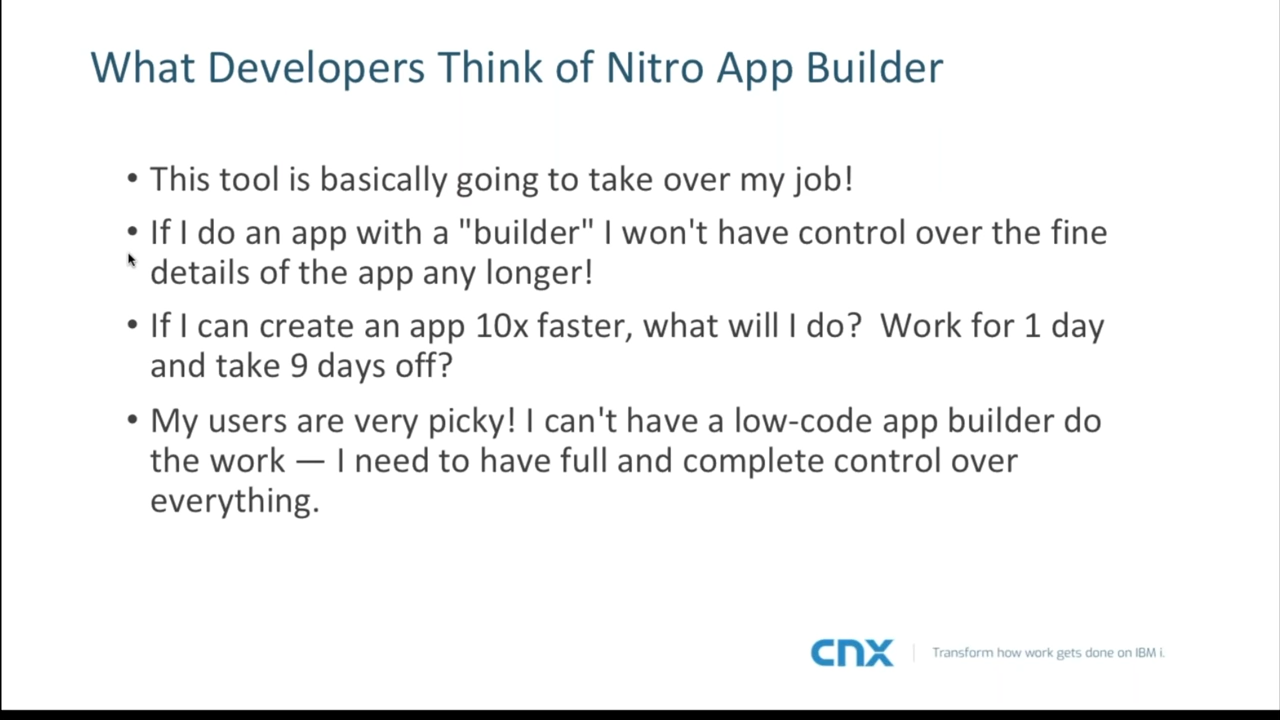 What Developers Think of Nitro App Builder
• This tool is basically going to take over my job!
• If I do an app with a "builder" I won't have control over the fine
details of the app any longer!
• If I can create an app 10x faster, what will I do?  Work for 1 day
and take 9 days off?
• My users are very picky! I can't have a low-code app builder do
the work — I need to have full and complete control over
everything.
cnx | Transform how work gets done on IBM i.